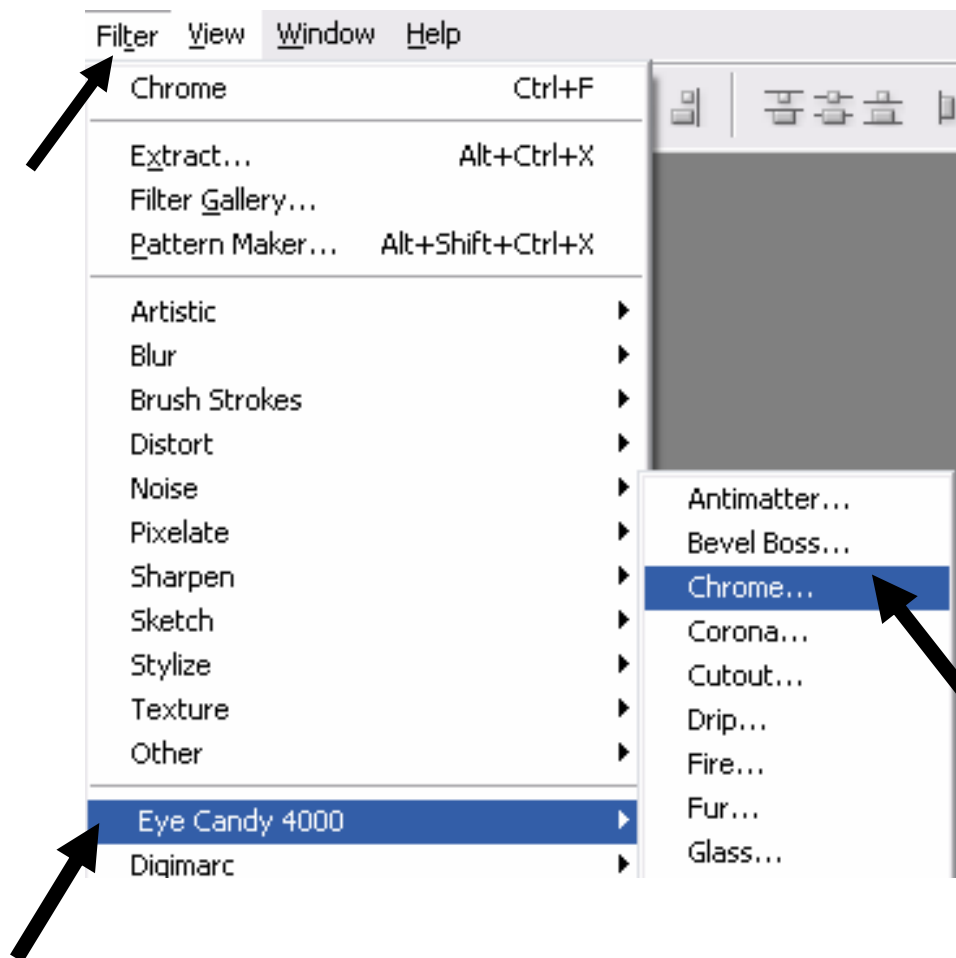 Filter View Window Help
Chrome Ctrl+F
Extract... Alt+Ctrl+X
Filter Gallery...
Pattern Maker... Alt+Shift+Ctrl+X
Artistic
Blur
Brush Strokes
Distort
Noise
Pixelate
Sharpen
Sketch
Stylize
Texture
Other
Eye Candy 4000
Digimarc
Antimatter...
Bevel Boss...
Chrome...
Corona...
Cutout...
Drip...
Fire...
Fur...
Glass...